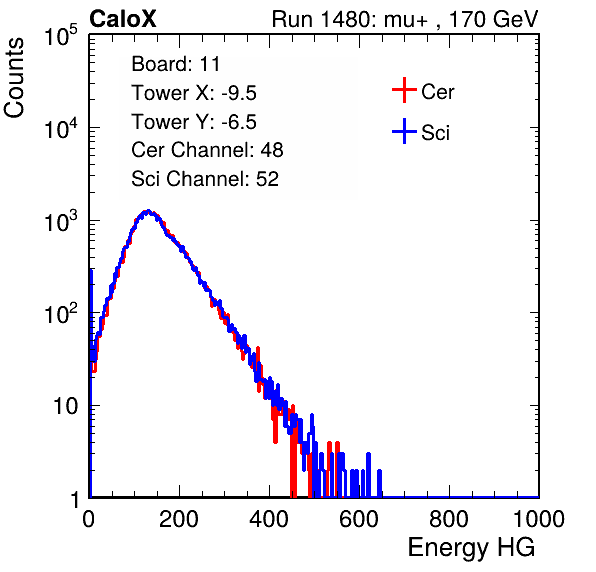 CaloX Run 1480: mu+ , 170 GeV
Counts
10^5
10^4
10^3
10^2
10
1
Board: 11
Tower X: -9.5
Tower Y: -6.5
Cer Channel: 48
Sci Channel: 52
Cer
Sci
0 200 400 600 800 1000
Energy HG